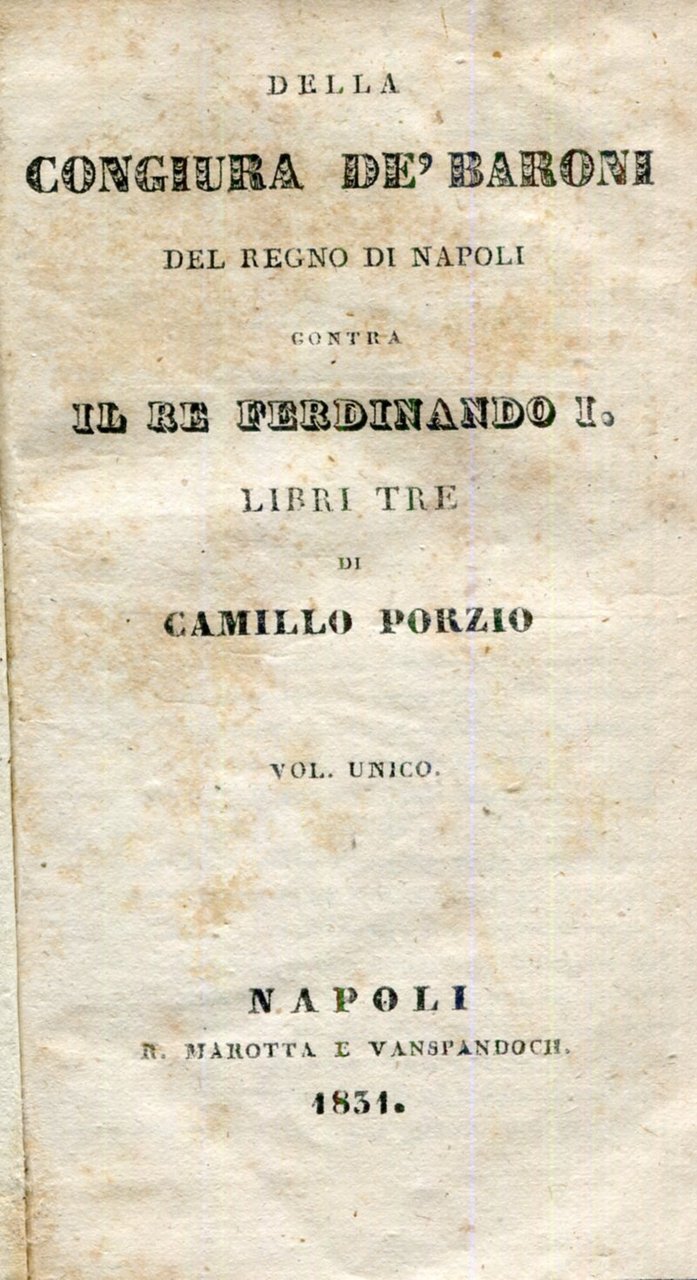 DELLA
CONGIURA DE' BARONI
DEL REGNO DI NAPOLI
CONTRA
IL RE FERDINANDO I.
LIBRI TRE
DI
CAMILLO PORZIO
VOL. UNICO.
NAPOLI
R. MAROTTA E VANSPANDOCH.
1831.